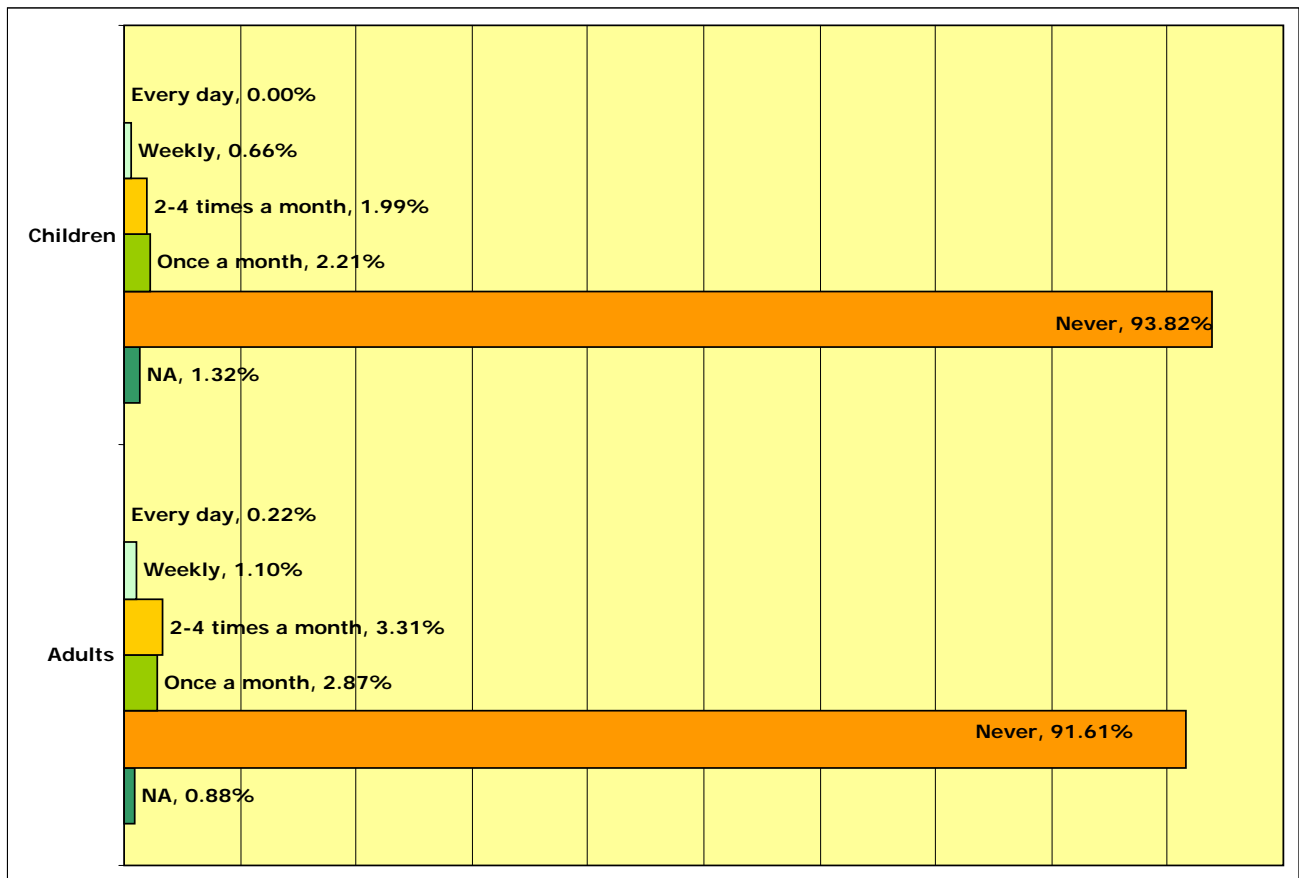 Every day, 0.00%
Weekly, 0.66%
2-4 times a month, 1.99%
Children
Once a month, 2.21%
Never, 93.82%
NA, 1.32%
Every day, 0.22%
Weekly, 1.10%
2-4 times a month, 3.31%
Adults
Once a month, 2.87%
Never, 91.61%
NA, 0.88%